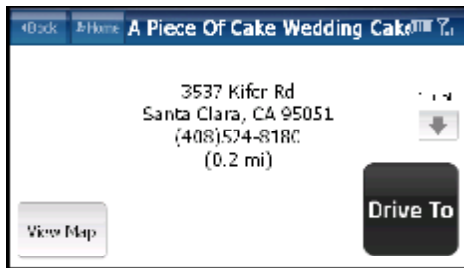 Back Home A Piece Of Cake Wedding Cake
3537 Kifer Rd
Santa Clara, CA 95051
(408)524-8180
(0.2 mi)
Drive To
View Map